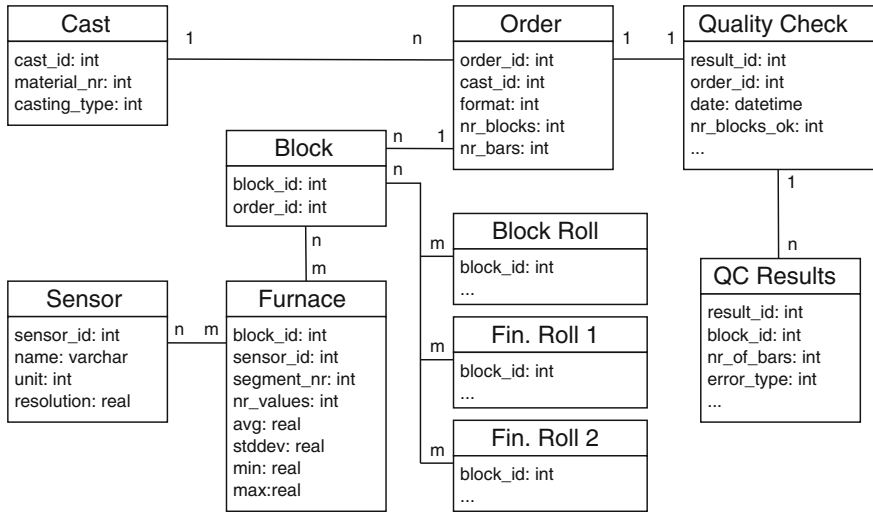 Cast
cast_id: int
material_nr: int
casting_type: int
1
n
Order
order_id: int
cast_id: int
format: int
nr_blocks: int
nr_bars: int
1
1
Quality Check
result_id: int
order_id: int
date: datetime
nr_blocks_ok: int
...
Block
block_id: int
order_id: int
n
1
n
n
m
1
n
Block Roll
block_id: int
...
m
QC Results
result_id: int
block_id: int
nr_of_bars: int
error_type: int
...
Sensor
sensor_id: int
name: varchar
unit: int
resolution: real
n
m
Furnace
block_id: int
sensor_id: int
segment_nr: int
nr_values: int
avg: real
stddev: real
min: real
max:real
m
Fin. Roll 1
block_id: int
...
m
Fin. Roll 2
block_id: int
...